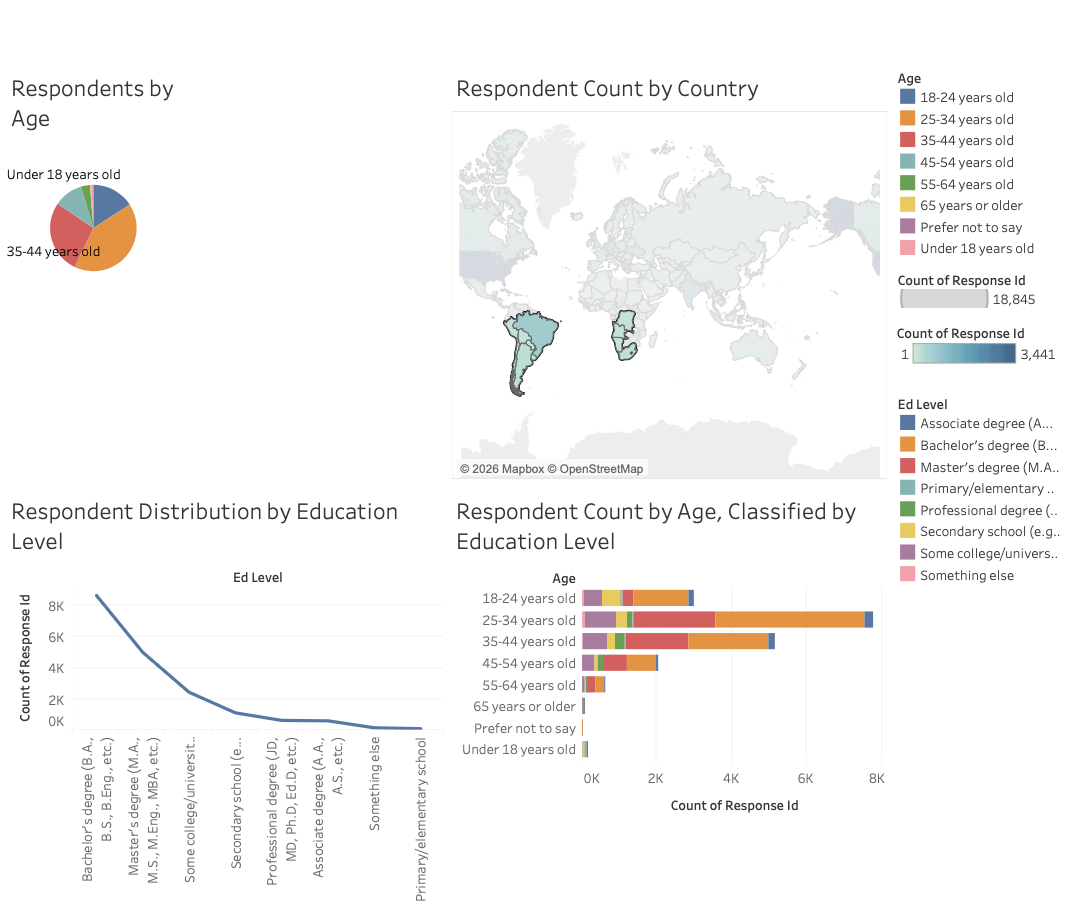 Respondents by
Age
Under 18 years old
35-44 years old
Respondent Count by Country
© 2026 Mapbox © OpenStreetMap
Age
18-24 years old
25-34 years old
35-44 years old
45-54 years old
55-64 years old
65 years or older
Prefer not to say
Under 18 years old
Count of Response Id
18,845
Count of Response Id
1
3,441
Ed Level
Associate degree (A...
Bachelor's degree (B...
Master's degree (M.A..
Primary/elementary ..
Professional degree (..
Secondary school (e.g..
Some college/univers..
Something else
Respondent Distribution by Education
Level
Ed Level
Count of Response Id
8K
6K
4K
2K
0K
Bachelor's degree (B.A.,
B.S., B.Eng., etc.)
Master's degree (M.A.,
M.S., M.Eng., MBA, etc.)
Some college/universit..
Secondary school (e...
Professional degree (JD,
MD, Ph.D, Ed.D, etc.)
Associate degree (A.A.,
A.S., etc.)
Something else
Primary/elementary school
Respondent Count by Age, Classified by
Education Level
Age
18-24 years old
25-34 years old
35-44 years old
45-54 years old
55-64 years old
65 years or older
Prefer not to say
Under 18 years old
0K
2K
4K
6K
8K
Count of Response Id